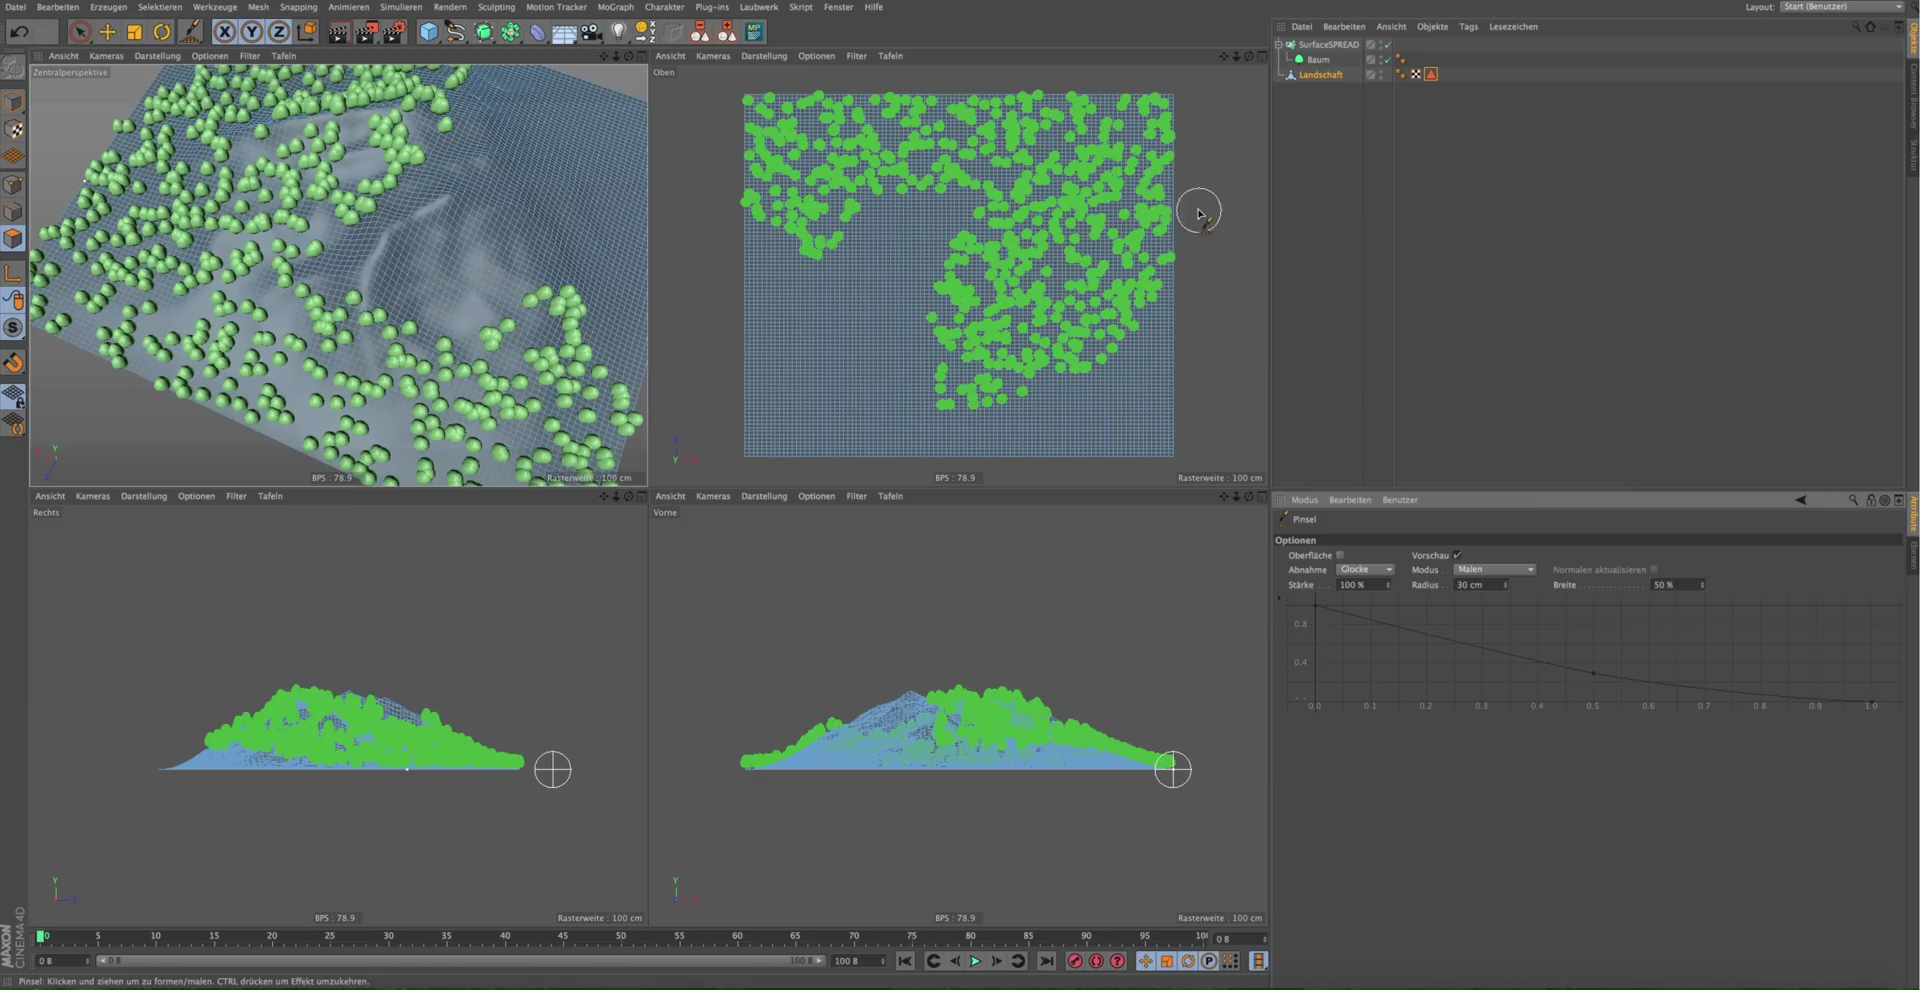 Datei Bearbeiten Erzeugen Selektieren Werkzeuge Mesh Snapping Animieren Simulieren Rendern Sculpting Motion Tracker MoGraph Charakter Plug-ins Laubwerk Skript Fenster Hilfe Layout: Start (Benutzer)
X Y Z MP
Datei Bearbeiten Ansicht Objekte Tags Lesezeichen
SurfaceSPREAD
Baum
Landschaft
Objekte
Content Browser
Struktur
Ansicht Kameras Darstellung Optionen Filter Tafeln
Zentralperspektive
Y
BPS : 78.9 Rasterweite : 100 cm
Ansicht Kameras Darstellung Optionen Filter Tafeln
Oben
Z
Y
BPS : 78.9 Rasterweite : 100 cm
Ansicht Kameras Darstellung Optionen Filter Tafeln
Rechts
Y
Z
BPS : 78.9 Rasterweite : 100 cm
Ansicht Kameras Darstellung Optionen Filter Tafeln
Vorne
Y
BPS : 78.9 Rasterweite : 100 cm
S
Modus Bearbeiten Benutzer
Pinsel
Optionen
Oberfläche Vorschau
Abnahme Glocke Modus Malen Normalen aktualisieren
Stärke 100 % Radius 30 cm Breite 50 %
0.8
0.4
0.0 0.1 0.2 0.3 0.4 0.5 0.6 0.7 0.8 0.9 1.0
Attribute
Ebenen
0 5 10 15 20 25 30 35 40 45 50 55 60 65 70 75 80 85 90 95 100 0 B
0 B 0 B 100 B 100 B P
MAXON CINEMA 4D
Pinsel: Klicken und ziehen um zu formen/malen. CTRL drücken um Effekt umzukehren.